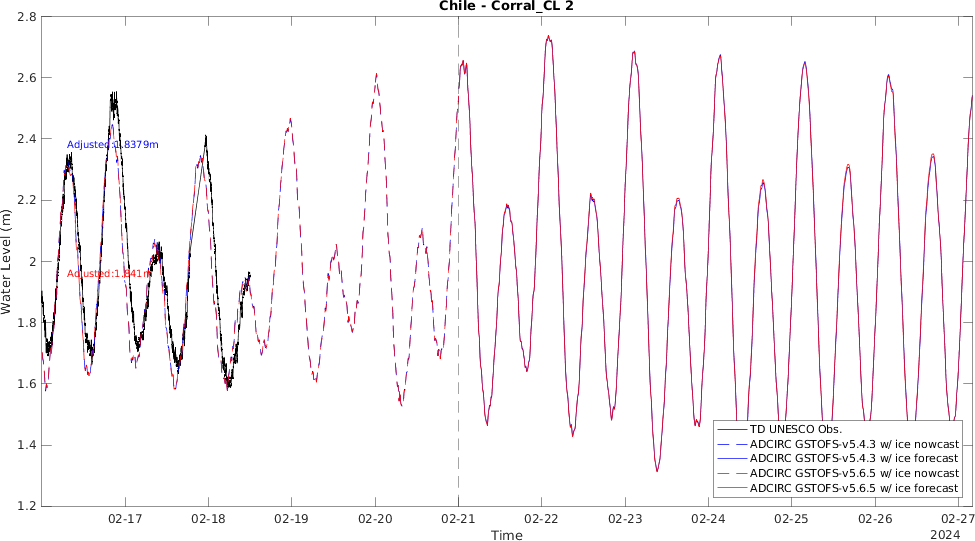 Chile - Corral_CL 2
2.8
2.6
2.4
2.2
2
1.8
1.6
1.4
1.2
Water Level (m)
Adjusted:1.8379m
Adjusted:1.841m
TD UNESCO Obs.
ADCIRC GSTOFS-v5.4.3 w/ ice nowcast
ADCIRC GSTOFS-v5.4.3 w/ ice forecast
ADCIRC GSTOFS-v5.6.5 w/ ice nowcast
ADCIRC GSTOFS-v5.6.5 w/ ice forecast
02-17 02-18 02-19 02-20 02-21 02-22 02-23 02-24 02-25 02-26 02-27
Time
2024